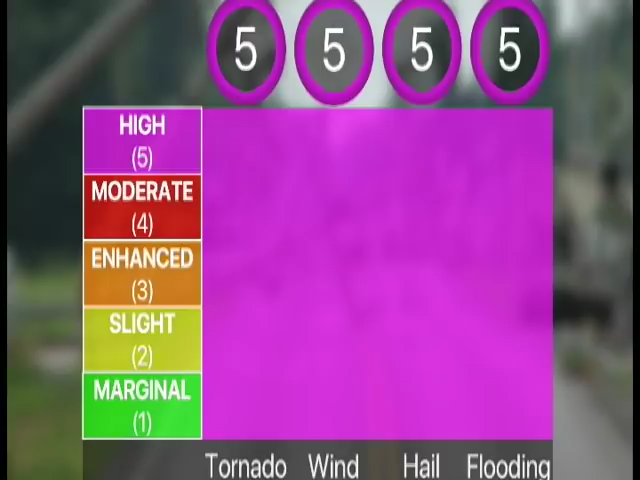 5 5 5 5
HIGH
(5)
MODERATE
(4)
ENHANCED
(3)
SLIGHT
(2)
MARGINAL
(1)
Tornado Wind Hail Flooding